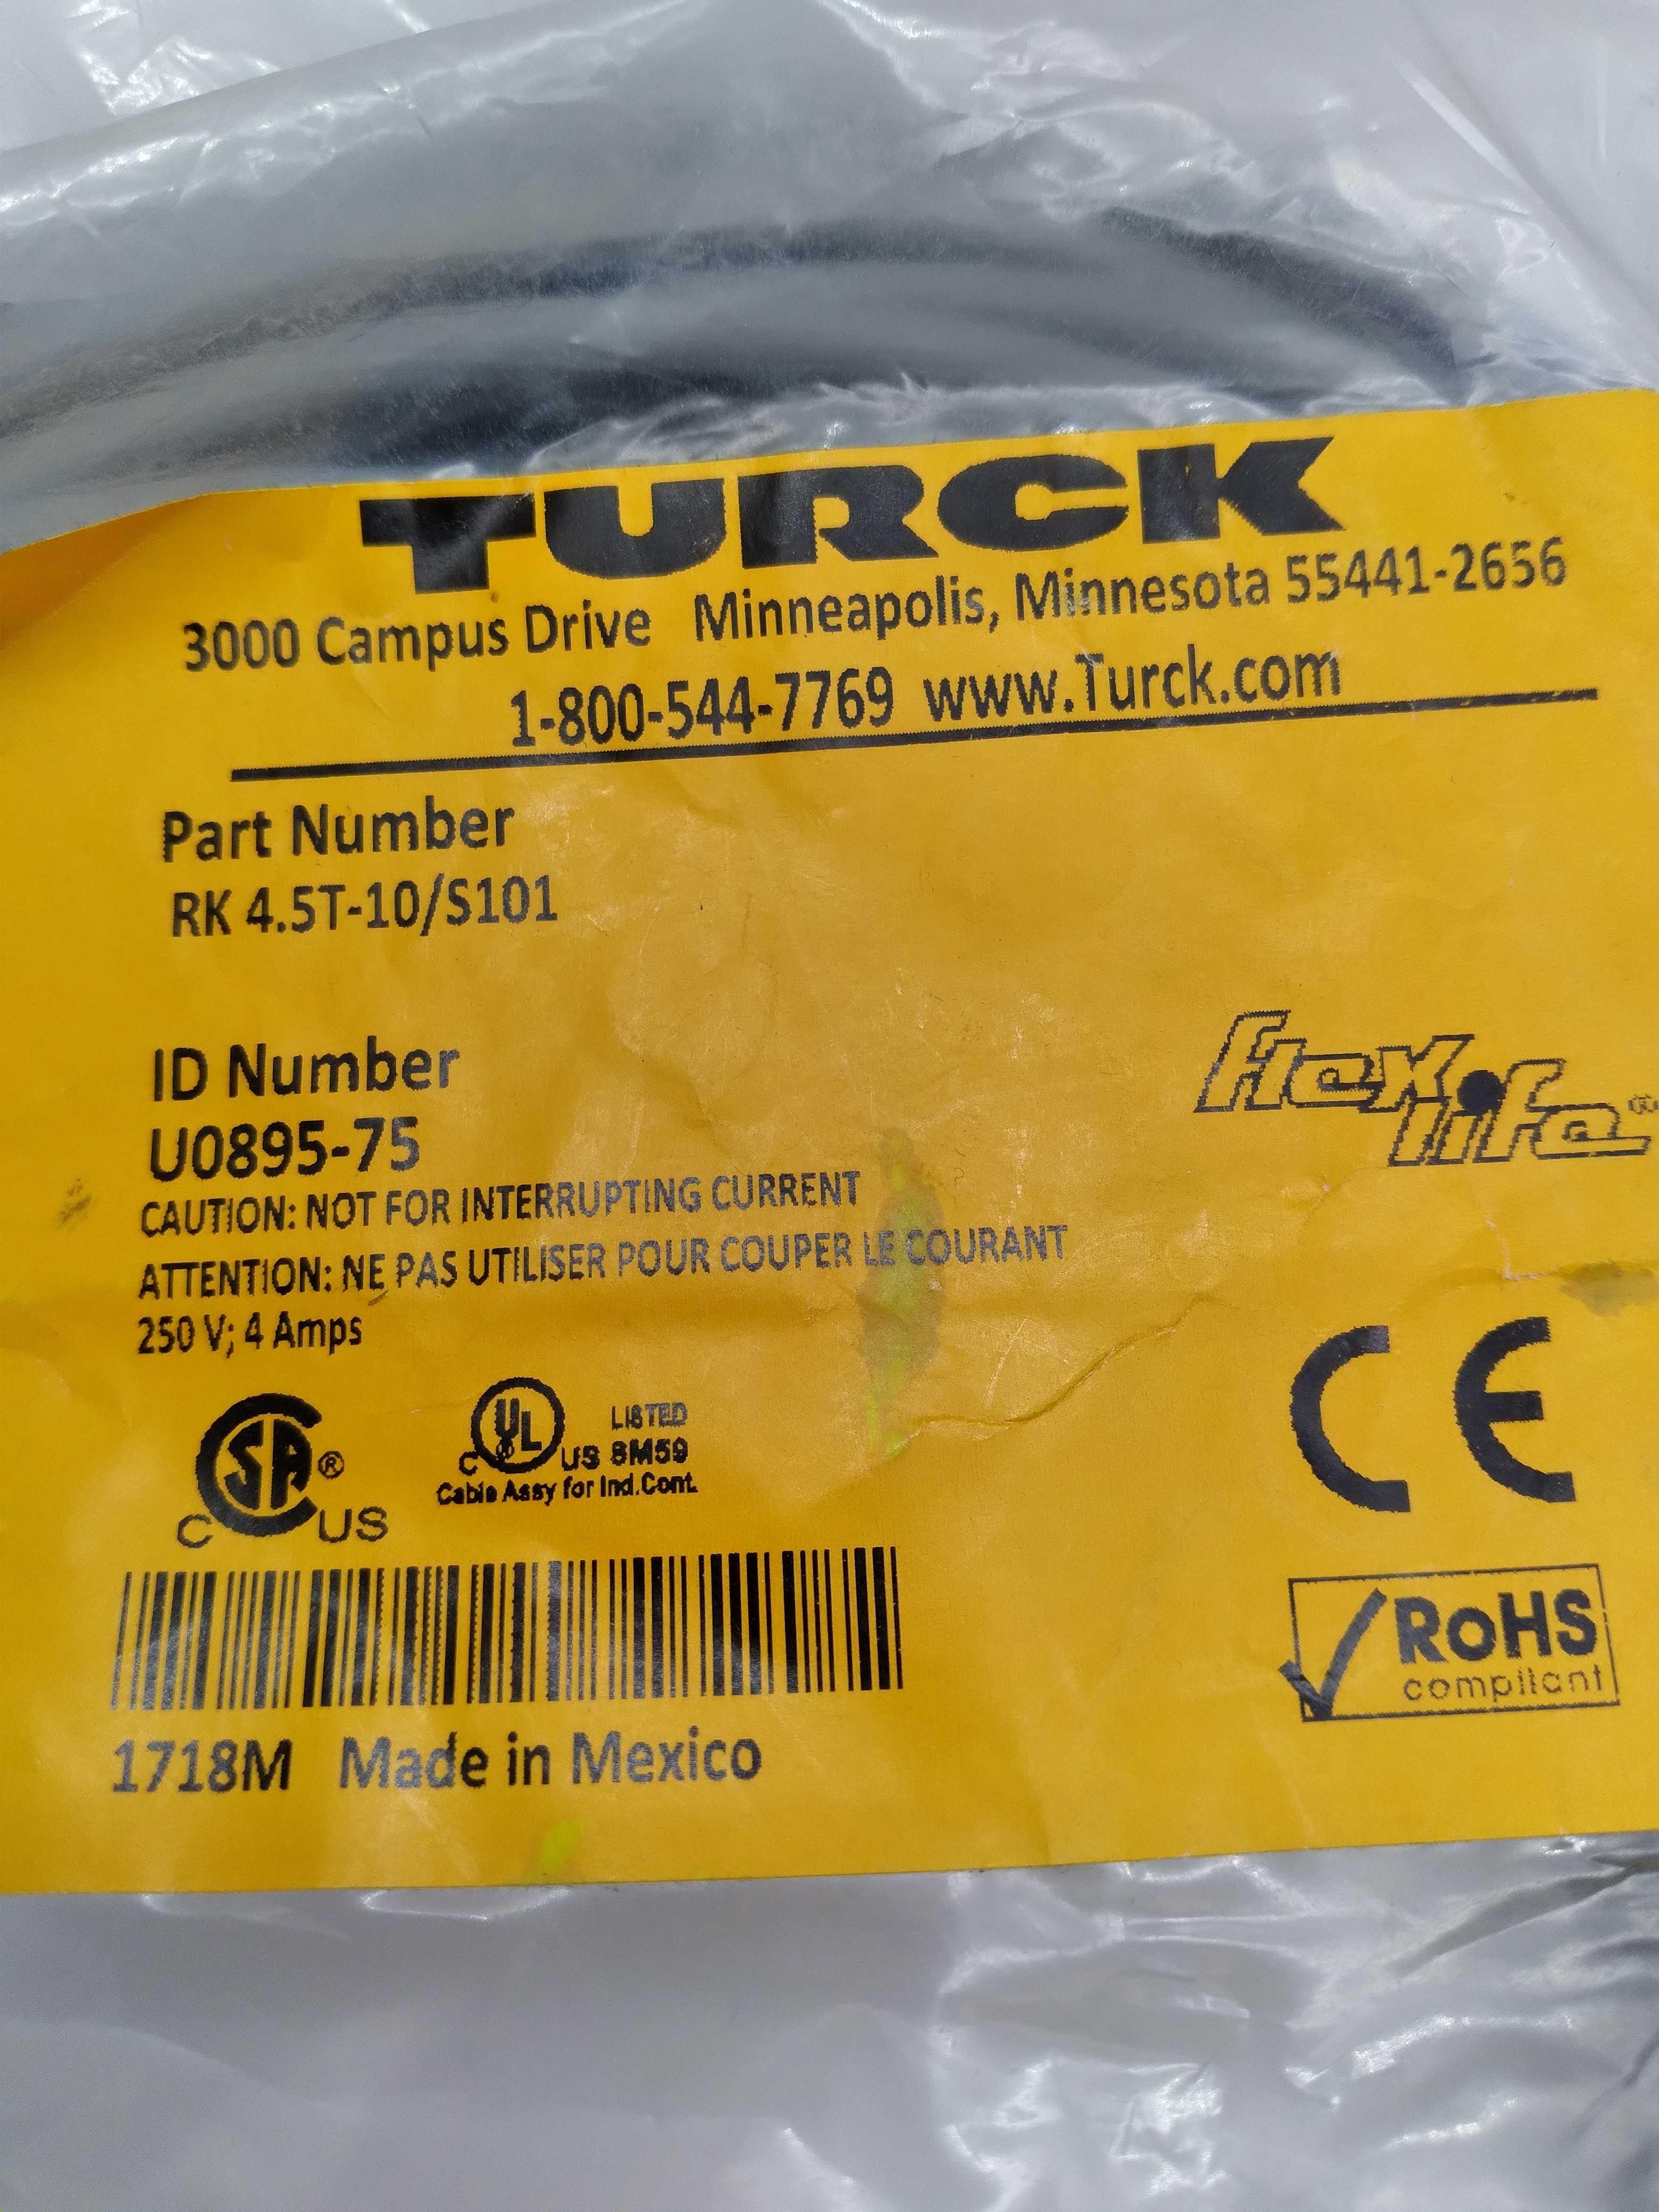 TURCK
3000 Campus Drive Minneapolis, Minnesota 55441-2656
1-800-544-7769 www.Turck.com
Part Number
RK 4.5T-10/S101
ID Number
U0895-75
flexlife®
CAUTION: NOT FOR INTERRUPTING CURRENT
ATTENTION: NE PAS UTILISER POUR COUPER LE COURANT
250 V; 4 Amps
CE
C SA® US
C UL® US LISTED 8M59
Cable Assy for Ind.Cont.
RoHS
compliant
1718M Made in Mexico